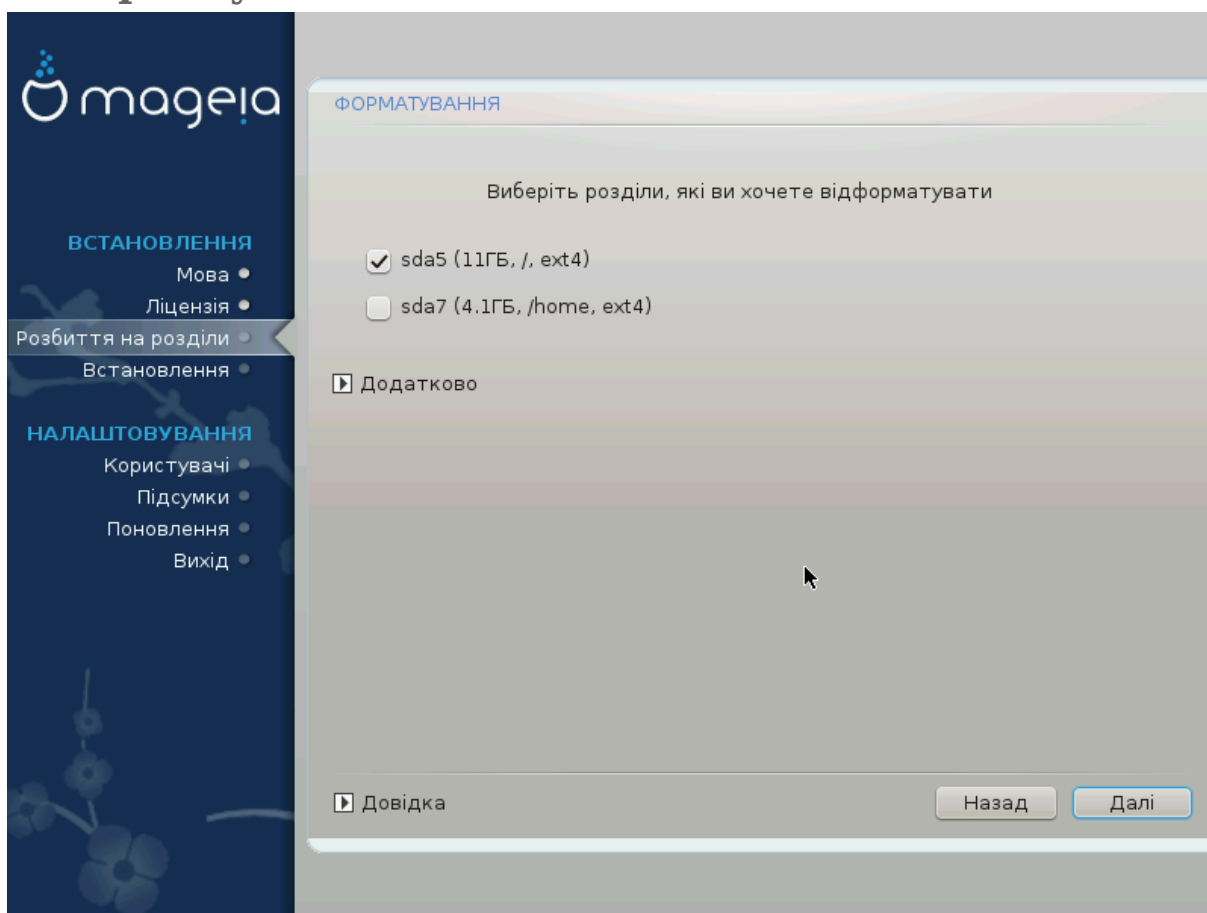 mageia
ФОРМАТУВАННЯ
Виберіть розділи, які ви хочете відформатувати
ВСТАНОВЛЕННЯ
Мова
Ліцензія
Розбиття на розділи
Встановлення
НАЛАШТОВУВАННЯ
Користувачі
Підсумки
Поновлення
Вихід
sda5 (11ГБ, /, ext4)
sda7 (4.1ГБ, /home, ext4)
Додатково
Довідка
Назад
Далі